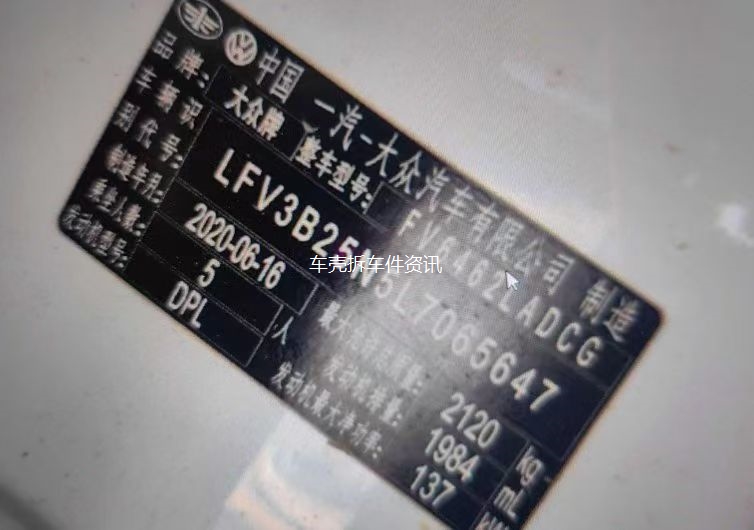 中国 一汽-大众汽车有限公司 制造
品牌: 大众牌 整车型号: FV6462LADCG
车辆识别代号: LFV3B25N5L7065647
制造年月: 2020-06-16
乘坐人数: 5 人 最大允许总质量: 2120 kg
发动机型号: DPL 发动机排量: 1984 mL
发动机最大净功率: 137 kW
车壳拆车件资讯